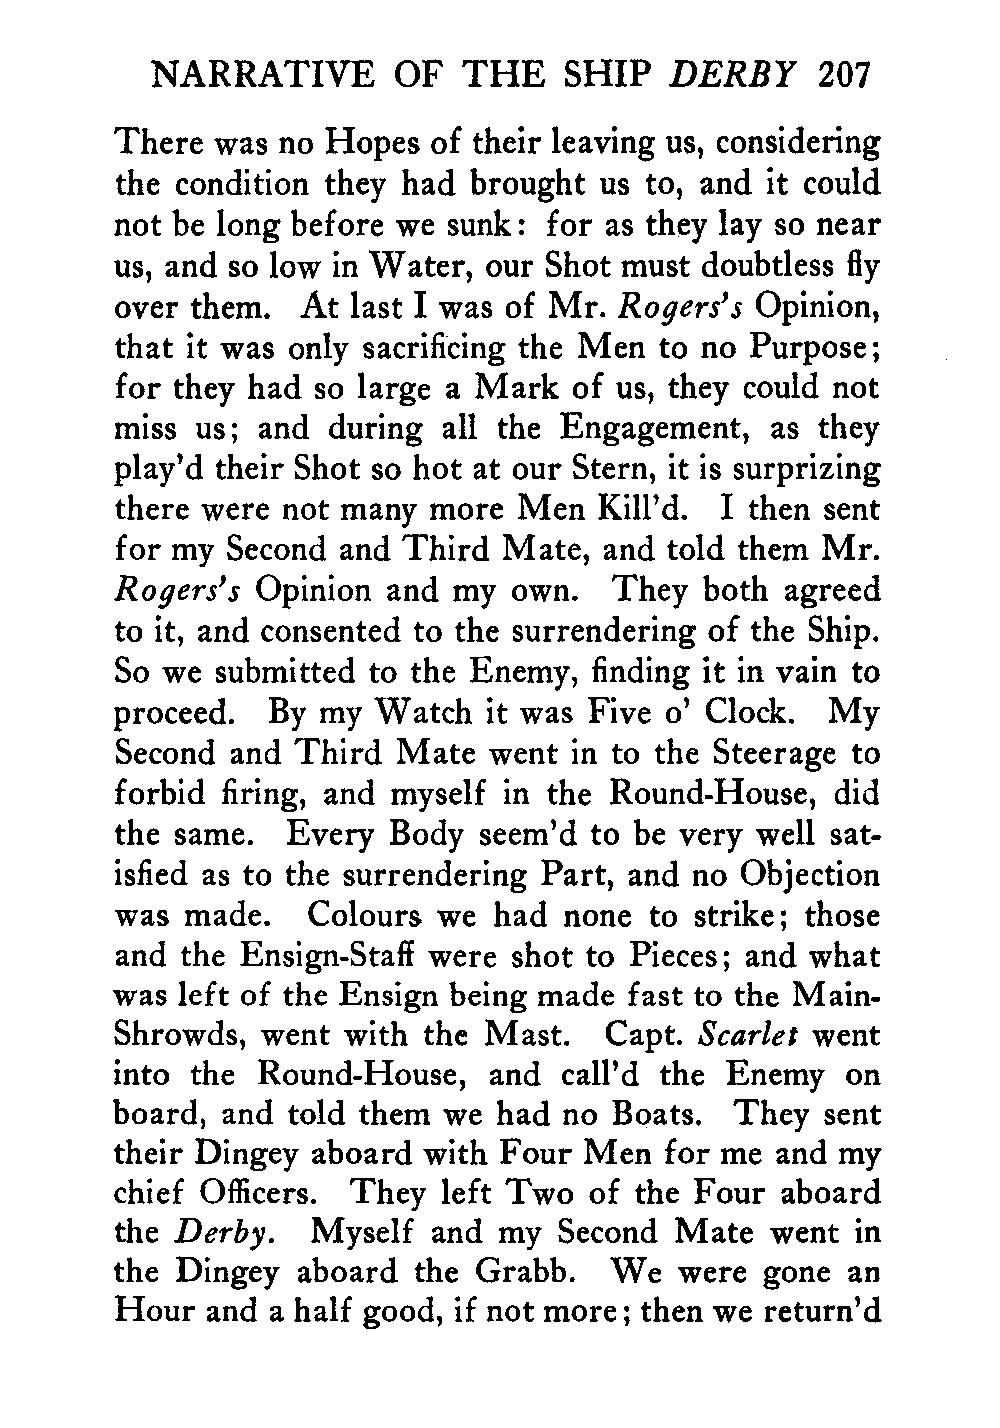 NARRATIVE OF THE SHIP DERBY 207
There was no Hopes of their leaving us, considering
the condition they had brought us to, and it could
not be long before we sunk: for as they lay so near
us, and so low in Water, our Shot must doubtless fly
over them. At last I was of Mr. Rogers's Opinion,
that it was only sacrificing the Men to no Purpose;
for they had so large a Mark of us, they could not
miss us; and during all the Engagement, as they
play'd their Shot so hot at our Stern, it is surprizing
there were not many more Men Kill'd. I then sent
for my Second and Third Mate, and told them Mr.
Rogers's Opinion and my own. They both agreed
to it, and consented to the surrendering of the Ship.
So we submitted to the Enemy, finding it in vain to
proceed. By my Watch it was Five o' Clock. My
Second and Third Mate went in to the Steerage to
forbid firing, and myself in the Round-House, did
the same. Every Body seem'd to be very well sat-
isfied as to the surrendering Part, and no Objection
was made. Colours we had none to strike; those
and the Ensign-Staff were shot to Pieces; and what
was left of the Ensign being made fast to the Main-
Shrowds, went with the Mast. Capt. Scarlet went
into the Round-House, and call'd the Enemy on
board, and told them we had no Boats. They sent
their Dingey aboard with Four Men for me and my
chief Officers. They left Two of the Four aboard
the Derby. Myself and my Second Mate went in
the Dingey aboard the Grabb. We were gone an
Hour and a half good, if not more; then we return'd